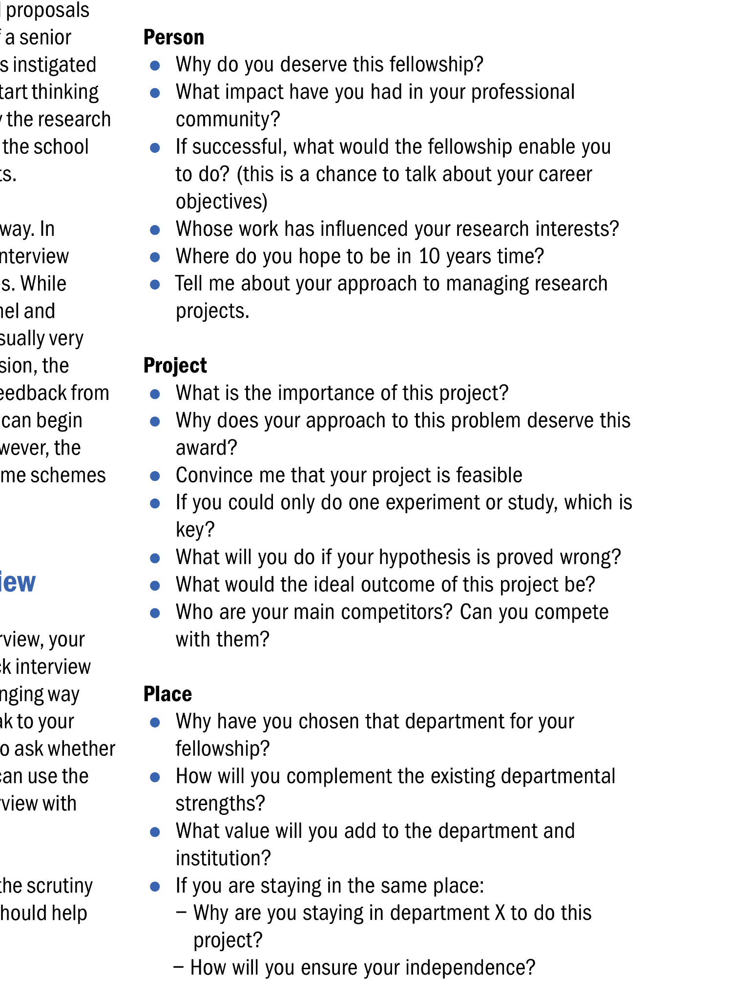 proposals
a senior
s instigated
tart thinking
the research
the school
ts.
way. In
nterview
s. While
nel and
sually very
sion, the
eedback from
can begin
wever, the
me schemes
iew
rview, your
ck interview
nging way
ak to your
o ask whether
can use the
rview with
the scrutiny
hould help
Person
● Why do you deserve this fellowship?
● What impact have you had in your professional
community?
● If successful, what would the fellowship enable you
to do? (this is a chance to talk about your career
objectives)
● Whose work has influenced your research interests?
● Where do you hope to be in 10 years time?
● Tell me about your approach to managing research
projects.
Project
● What is the importance of this project?
● Why does your approach to this problem deserve this
award?
● Convince me that your project is feasible
● If you could only do one experiment or study, which is
key?
● What will you do if your hypothesis is proved wrong?
● What would the ideal outcome of this project be?
● Who are your main competitors? Can you compete
with them?
Place
● Why have you chosen that department for your
fellowship?
● How will you complement the existing departmental
strengths?
● What value will you add to the department and
institution?
● If you are staying in the same place:
– Why are you staying in department X to do this
project?
– How will you ensure your independence?